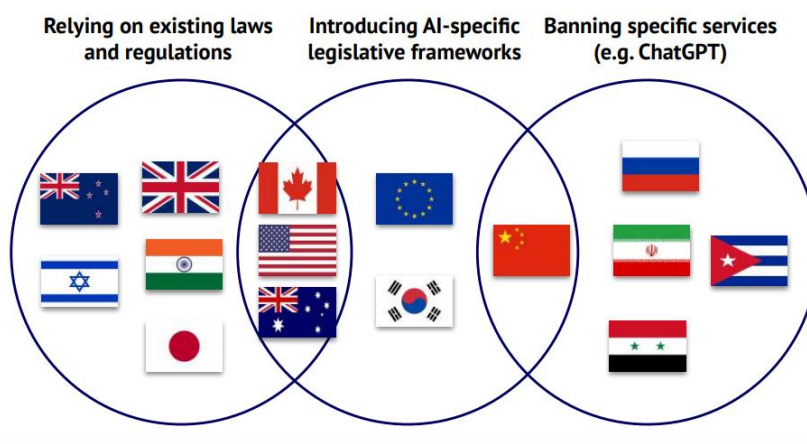 Relying on existing laws
and regulations
Introducing AI-specific
legislative frameworks
Banning specific services
(e.g. ChatGPT)